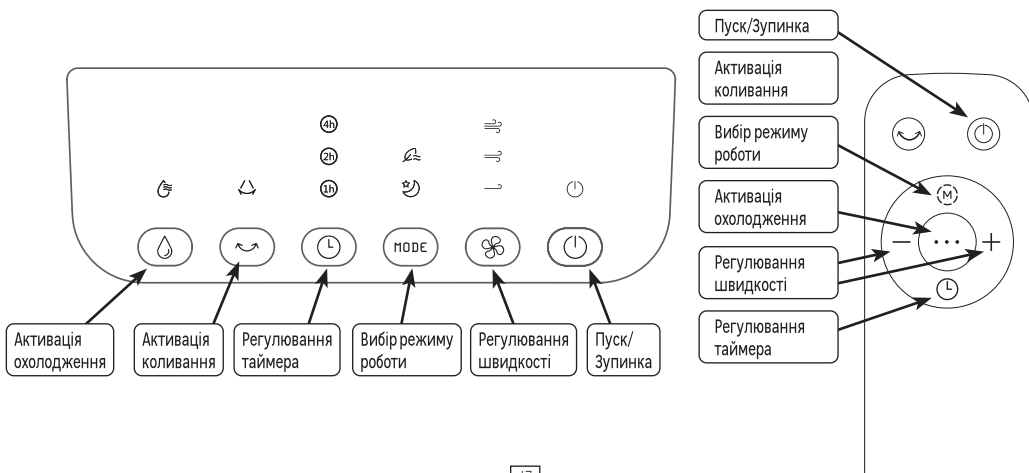 Пуск/Зупинка
Активація
коливання
Вибір режиму
роботи
Активація
охолодження
Регулювання
швидкості
Регулювання
таймера
M
4h
2h
1h
MODE
Активація
охолодження
Активація
коливання
Регулювання
таймера
Вибір режиму
роботи
Регулювання
швидкості
Пуск/
Зупинка